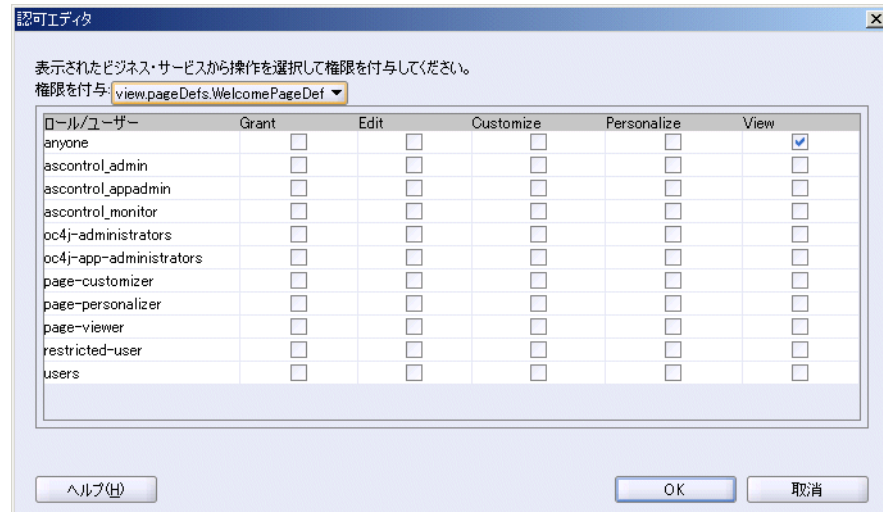 認可エディタ
表示されたビジネス・サービスから操作を選択して権限を付与してください。
権限を付与: view.pageDefs.WelcomePageDef
ロール/ユーザー Grant Edit Customize Personalize View
anyone
ascontrol_admin
ascontrol_appadmin
ascontrol_monitor
oc4j-administrators
oc4j-app-administrators
page-customizer
page-personalizer
page-viewer
restricted-user
users
ヘルプ(H) OK 取消